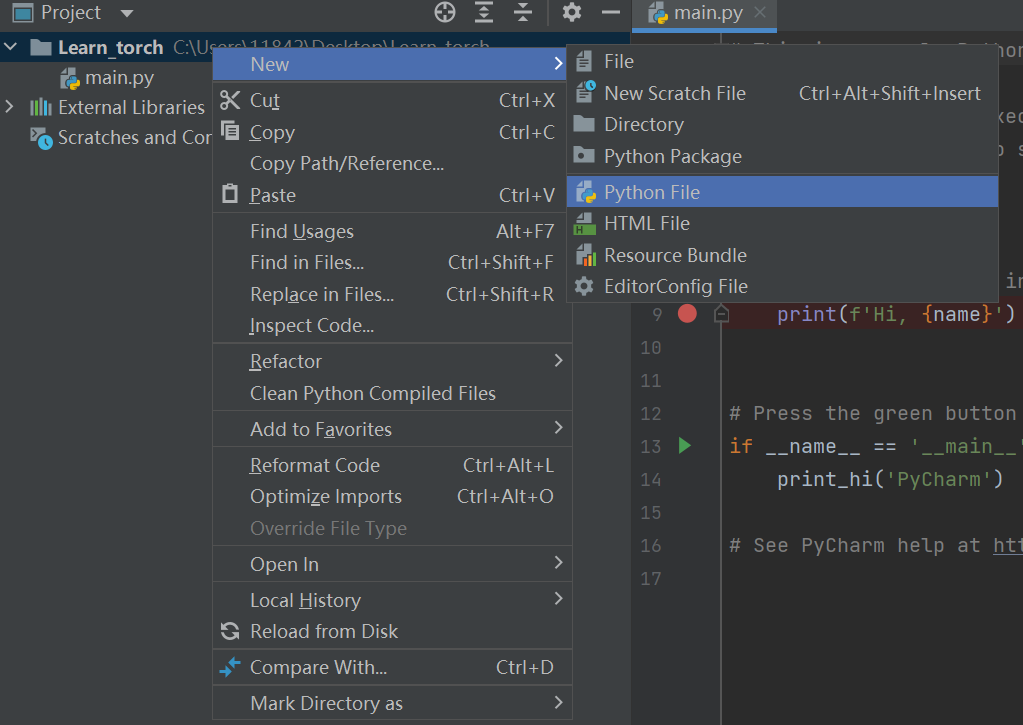 Project
main.py
Learn_torch C:\Users\11842\Desktop\Learn_torch
main.py
External Libraries
Scratches and Con
New
Cut Ctrl+X
Copy Ctrl+C
Copy Path/Reference...
Paste Ctrl+V
Find Usages Alt+F7
Find in Files... Ctrl+Shift+F
Replace in Files... Ctrl+Shift+R
Inspect Code...
Refactor
Clean Python Compiled Files
Add to Favorites
Reformat Code Ctrl+Alt+L
Optimize Imports Ctrl+Alt+O
Override File Type
Open In
Local History
Reload from Disk
Compare With... Ctrl+D
Mark Directory as
File
New Scratch File Ctrl+Alt+Shift+Insert
Directory
Python Package
Python File
HTML File
Resource Bundle
EditorConfig File
9 print(f'Hi, {name}')
10
11
12 # Press the green button
13 if __name__ == '__main__'
14 print_hi('PyCharm')
15
16 # See PyCharm help at htt
17